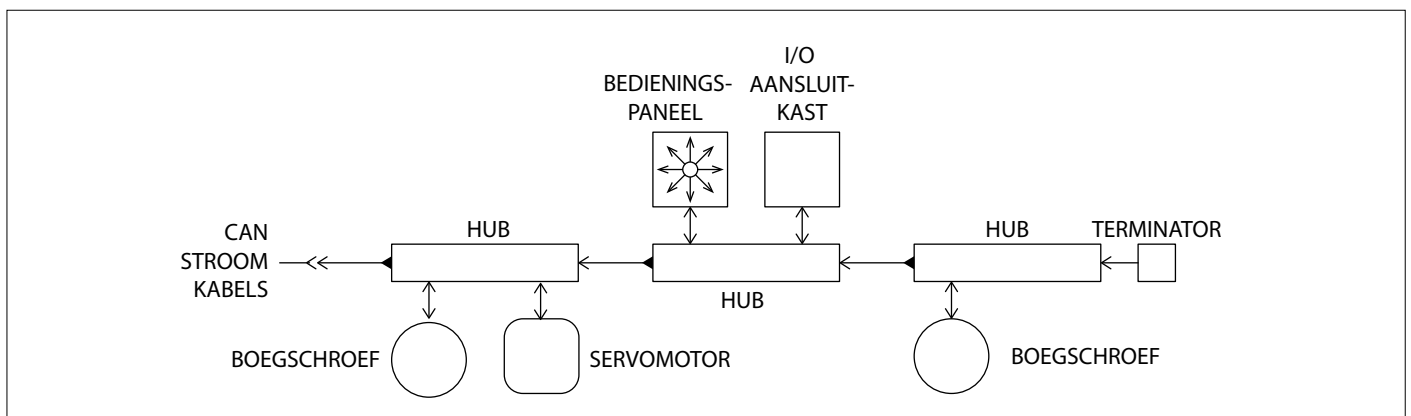 BEDIENINGS-
PANEEL
I/O
AANSLUIT-
KAST
CAN
STROOM
KABELS
HUB
HUB
HUB
TERMINATOR
BOEGSCHROEF
SERVOMOTOR
BOEGSCHROEF